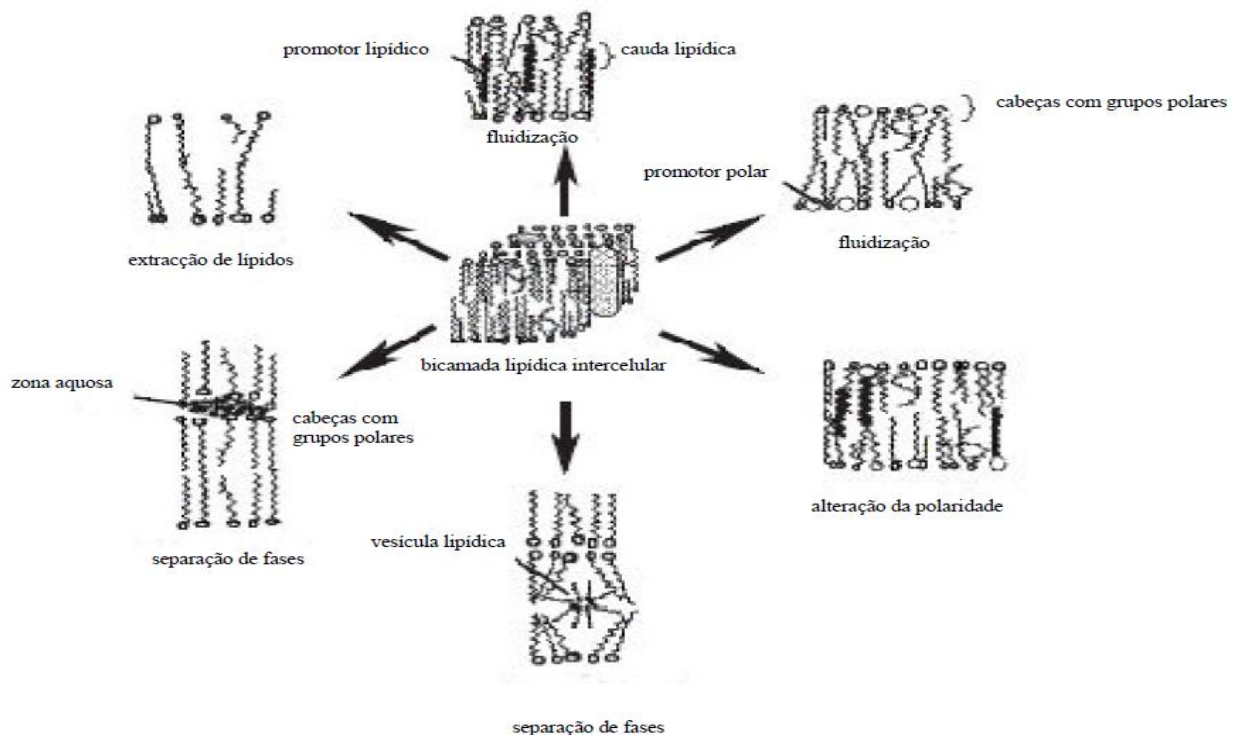 promotor lipídico
cauda lipídica
fluidização
cabeças com grupos polares
promotor polar
fluidização
extracção de lípidos
bicamada lipídica intercelular
zona aquosa
cabeças com
grupos polares
separação de fases
alteração da polaridade
vesícula lipídica
separação de fases